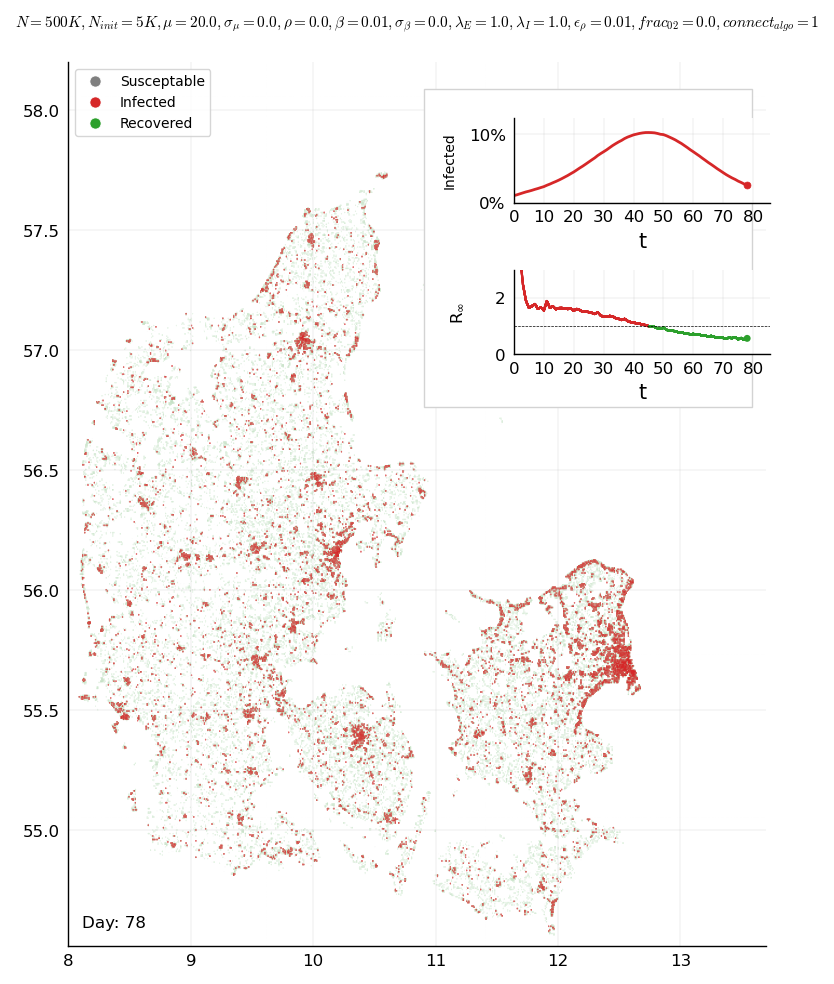 N = 500K, N_init = 5K, μ = 20.0, σ_μ = 0.0, ρ = 0.0, β = 0.01, σ_β = 0.0, λ_E = 1.0, λ_I = 1.0, ϵ_ρ = 0.01, frac_02 = 0.0, connect_algo = 1
Susceptable
Infected
Recovered
58.0
57.5
57.0
56.5
56.0
55.5
55.0
8 9 10 11 12 13
Day: 78
Infected
10%
0%
0 10 20 30 40 50 60 70 80
t
R∞
2
0
0 10 20 30 40 50 60 70 80
t